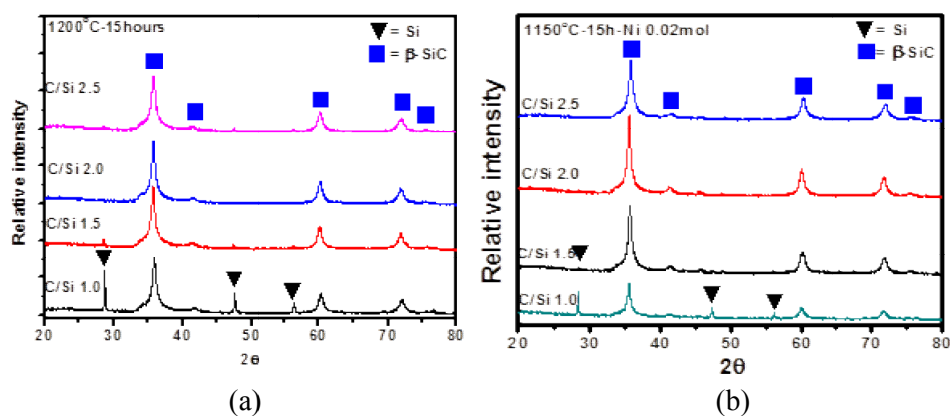 1200°C-15hours
= Si
= β-SiC
C/Si 2.5
C/Si 2.0
C/Si 1.5
C/Si 1.0
Relative intensity
20 30 40 50 60 70 80
2θ
(a)
1150°C-15h-Ni 0.02mol
= Si
= β-SiC
C/Si 2.5
C/Si 2.0
C/Si 1.5
C/Si 1.0
Relative intensity
20 30 40 50 60 70 80
2θ
(b)